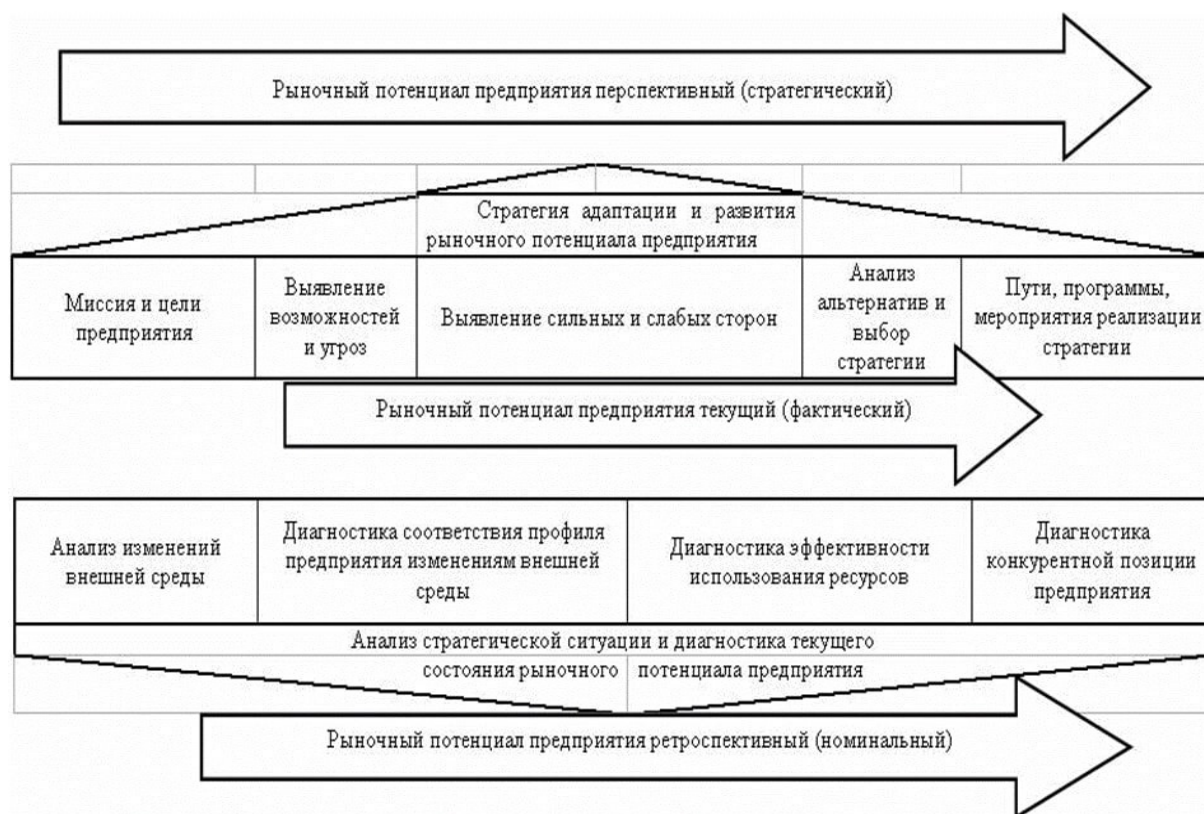 Рыночный потенциал предприятия перспективный (стратегический)
Стратегия адаптации и развития
рыночного потенциала предприятия
Миссия и цели
предприятия
Выявление
возможностей
и угроз
Выявление сильных и слабых сторон
Анализ
альтернатив и
выбор
стратегии
Пути, программы,
мероприятия реализации
стратегии
Рыночный потенциал предприятия текущий (фактический)
Анализ изменений
внешней среды
Диагностика соответствия профиля
предприятия изменениям внешней
среды
Диагностика эффективности
использования ресурсов
Диагностика
конкурентной позиции
предприятия
Анализ стратегической ситуации и диагностика текущего
состояния рыночного потенциала предприятия
Рыночный потенциал предприятия ретроспективный (номинальный)